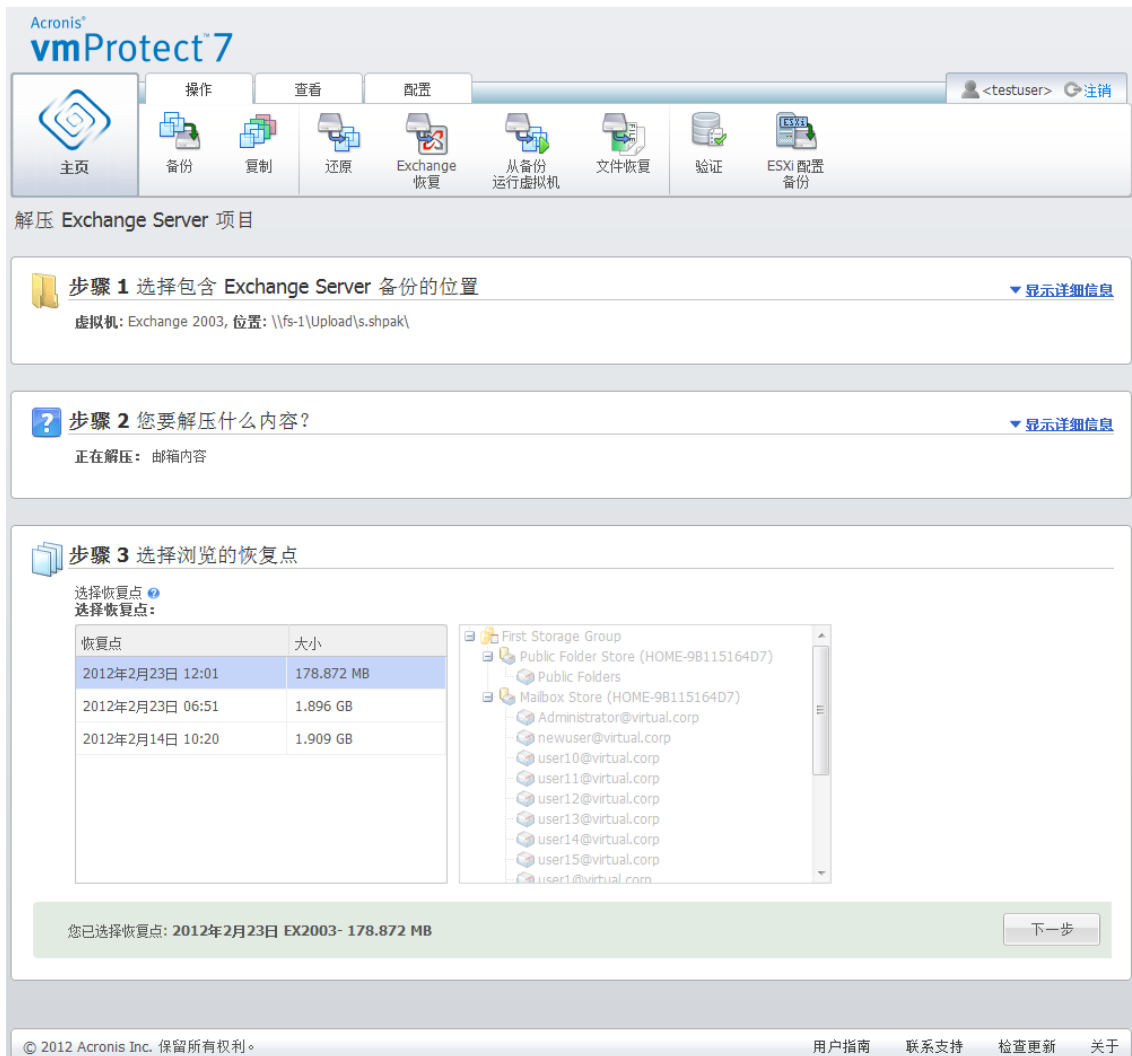 Acronis®
vmProtect™ 7
操作 查看 配置 <testuser> 注销
主页 备份 复制 还原 Exchange 恢复 从备份 运行虚拟机 文件恢复 验证 ESXi 配置 备份
解压 Exchange Server 项目
步骤 1 选择包含 Exchange Server 备份的位置 显示详细信息
虚拟机: Exchange 2003, 位置: \\fs-1\Upload\s.shpak\
步骤 2 您要解压什么内容？ 显示详细信息
正在解压： 邮箱内容
步骤 3 选择浏览的恢复点
选择恢复点
选择恢复点：
恢复点 大小
2012年2月23日 12:01 178.872 MB
2012年2月23日 06:51 1.896 GB
2012年2月14日 10:20 1.909 GB
First Storage Group
Public Folder Store (HOME-9B115164D7)
Public Folders
Mailbox Store (HOME-9B115164D7)
Administrator@virtual.corp
newuser@virtual.corp
user10@virtual.corp
user11@virtual.corp
user12@virtual.corp
user13@virtual.corp
user14@virtual.corp
user15@virtual.corp
user1@virtual.corp
您已选择恢复点: 2012年2月23日 EX2003- 178.872 MB 下一步
© 2012 Acronis Inc. 保留所有权利。 用户指南 联系支持 检查更新 关于